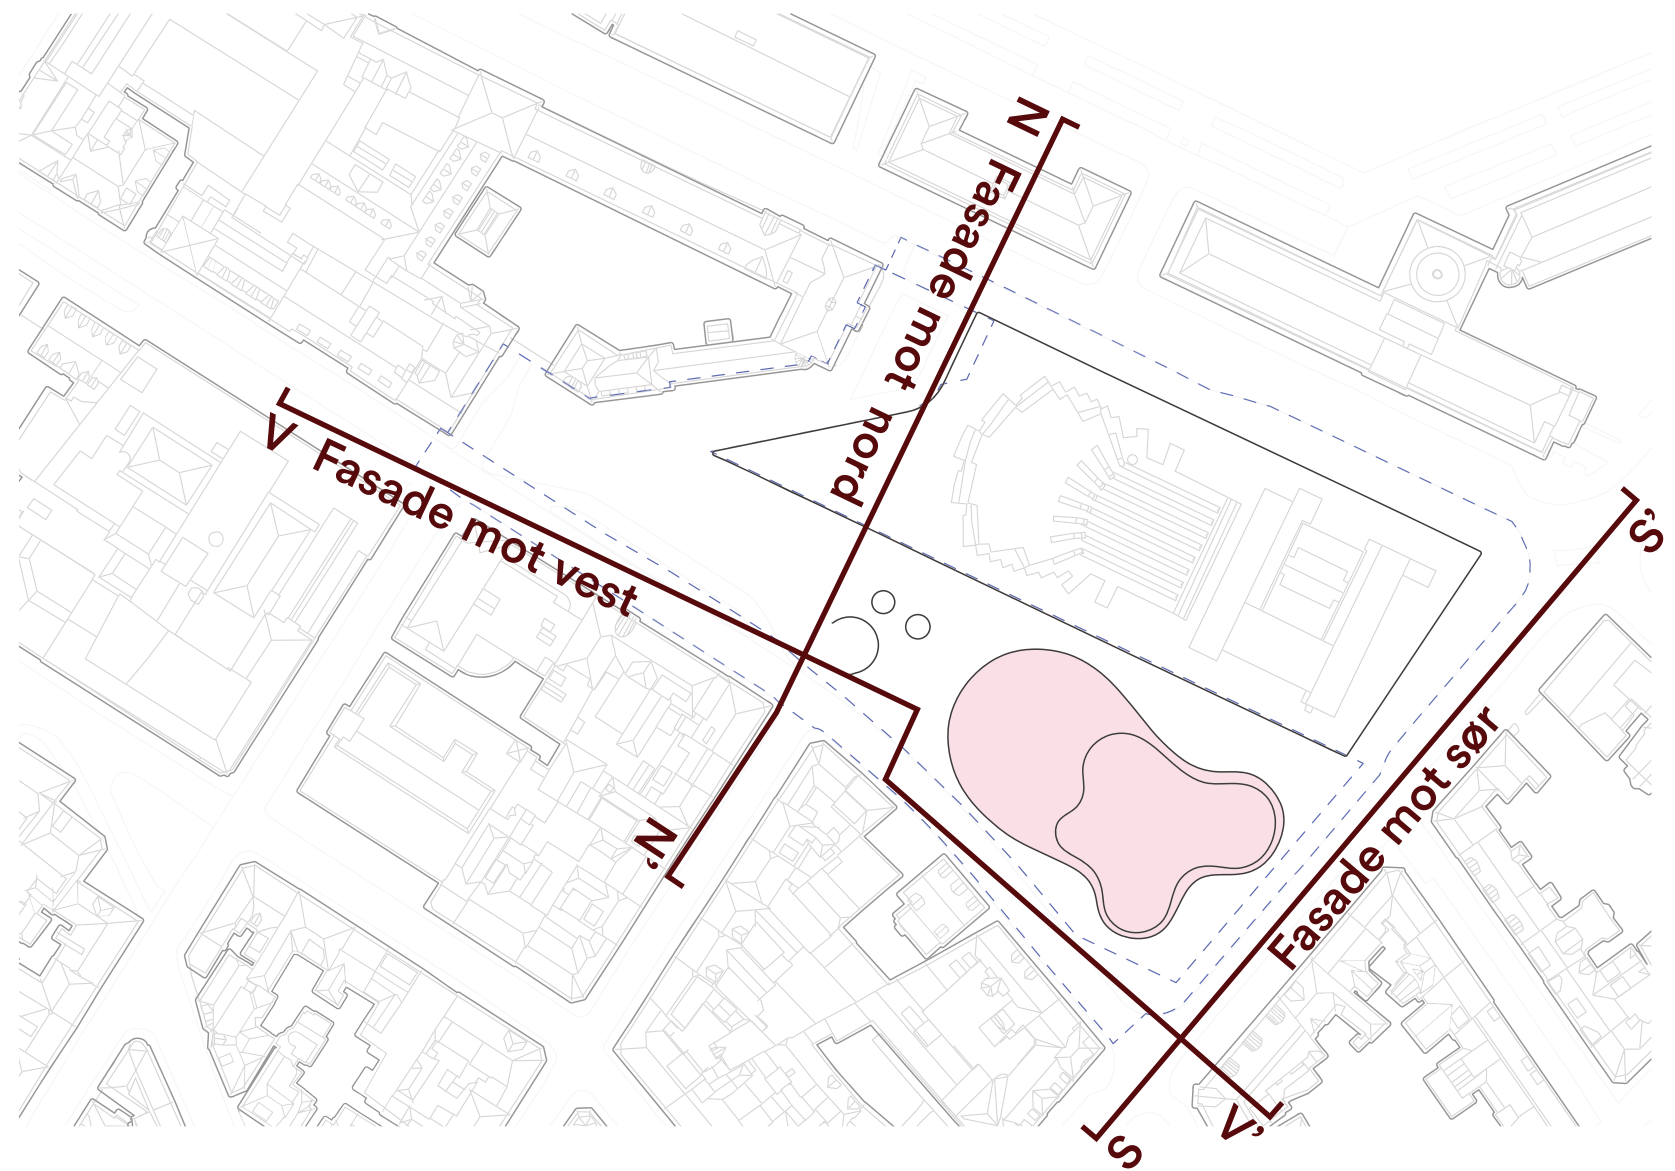 N Fasade mot nord
N’
V Fasade mot vest
V’
S’
Fasade mot sør
S